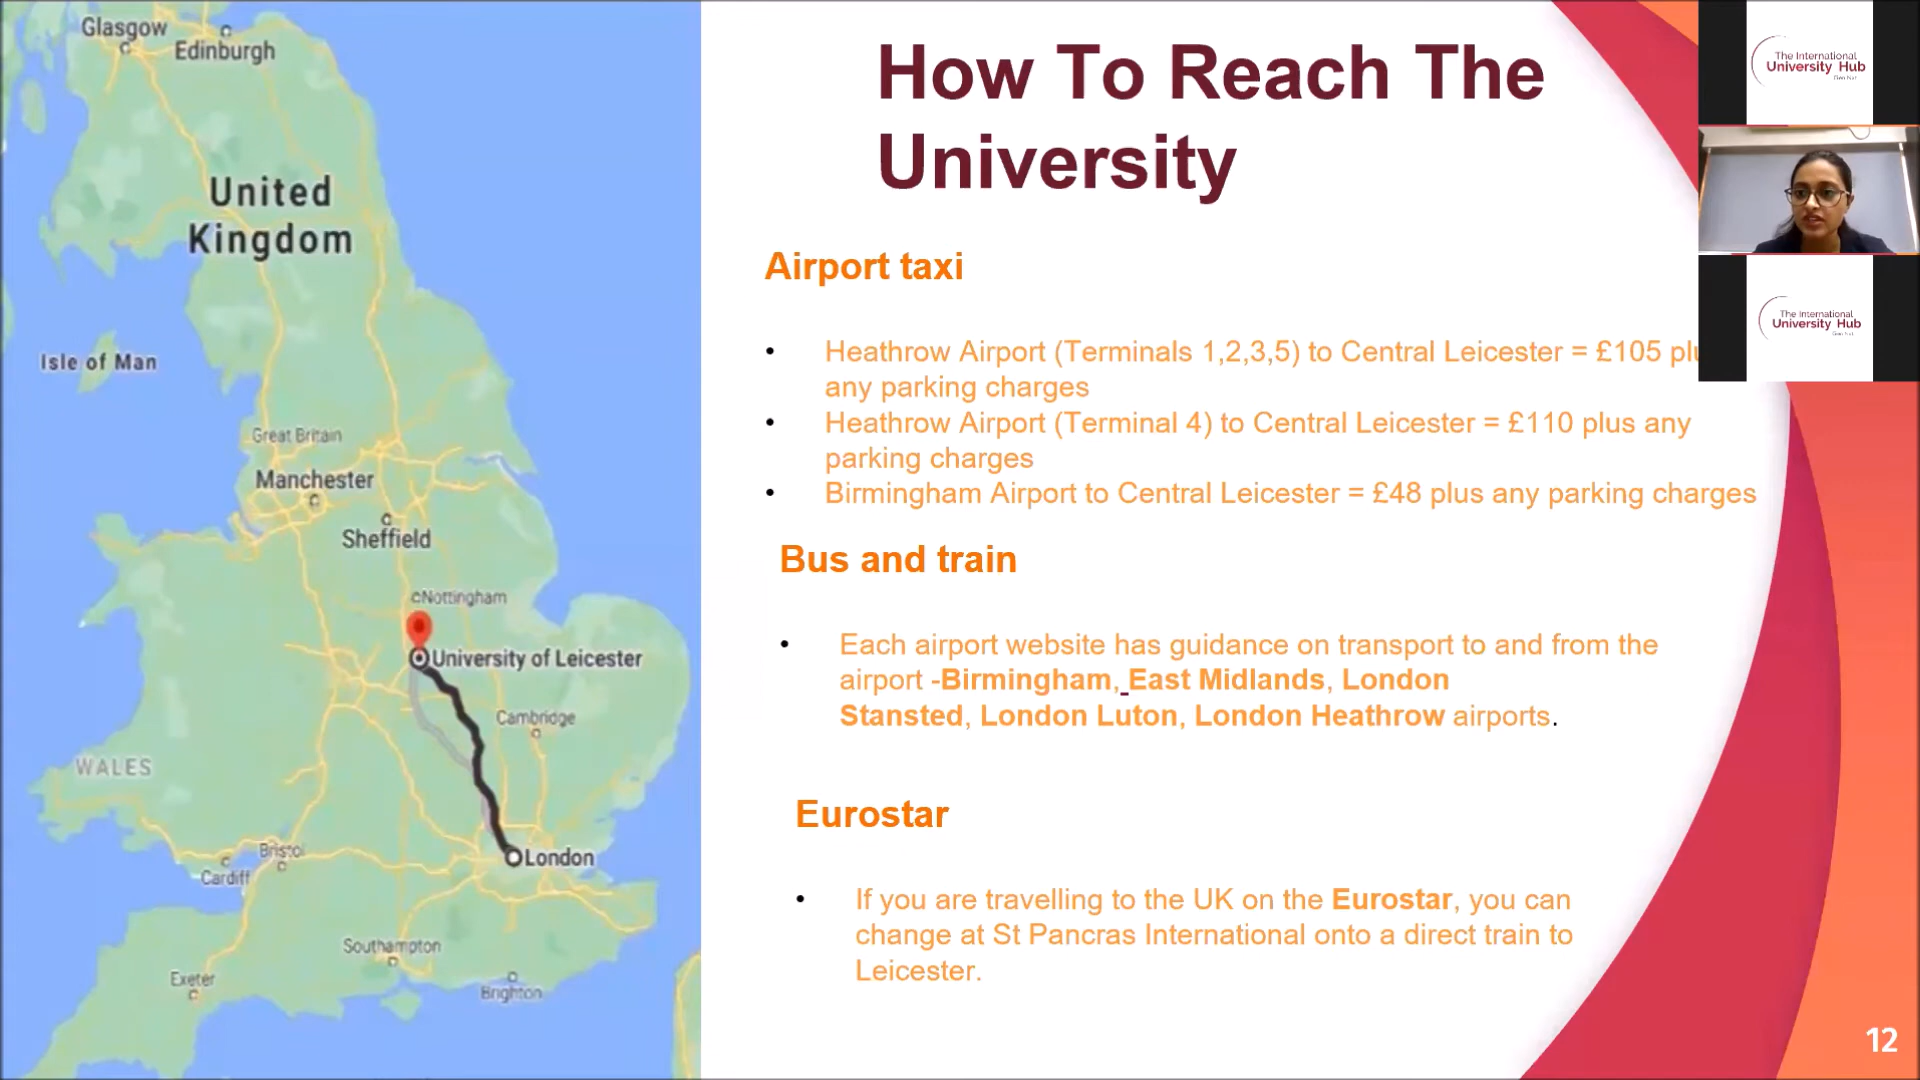 Glasgow
Edinburgh
United
Kingdom
Isle of Man
Great Britain
Manchester
Sheffield
Nottingham
University of Leicester
Cambridge
WALES
London
Bristol
Cardiff
Southampton
Exeter
Brighton
How To Reach The
University
Airport taxi
• Heathrow Airport (Terminals 1,2,3,5) to Central Leicester = £105
any parking charges
• Heathrow Airport (Terminal 4) to Central Leicester = £110 plus any
parking charges
• Birmingham Airport to Central Leicester = £48 plus any parking charges
Bus and train
• Each airport website has guidance on transport to and from the
airport -Birmingham, East Midlands, London
Stansted, London Luton, London Heathrow airports.
Eurostar
• If you are travelling to the UK on the Eurostar, you can
change at St Pancras International onto a direct train to
Leicester.
The International
University Hub
The International
University Hub
12